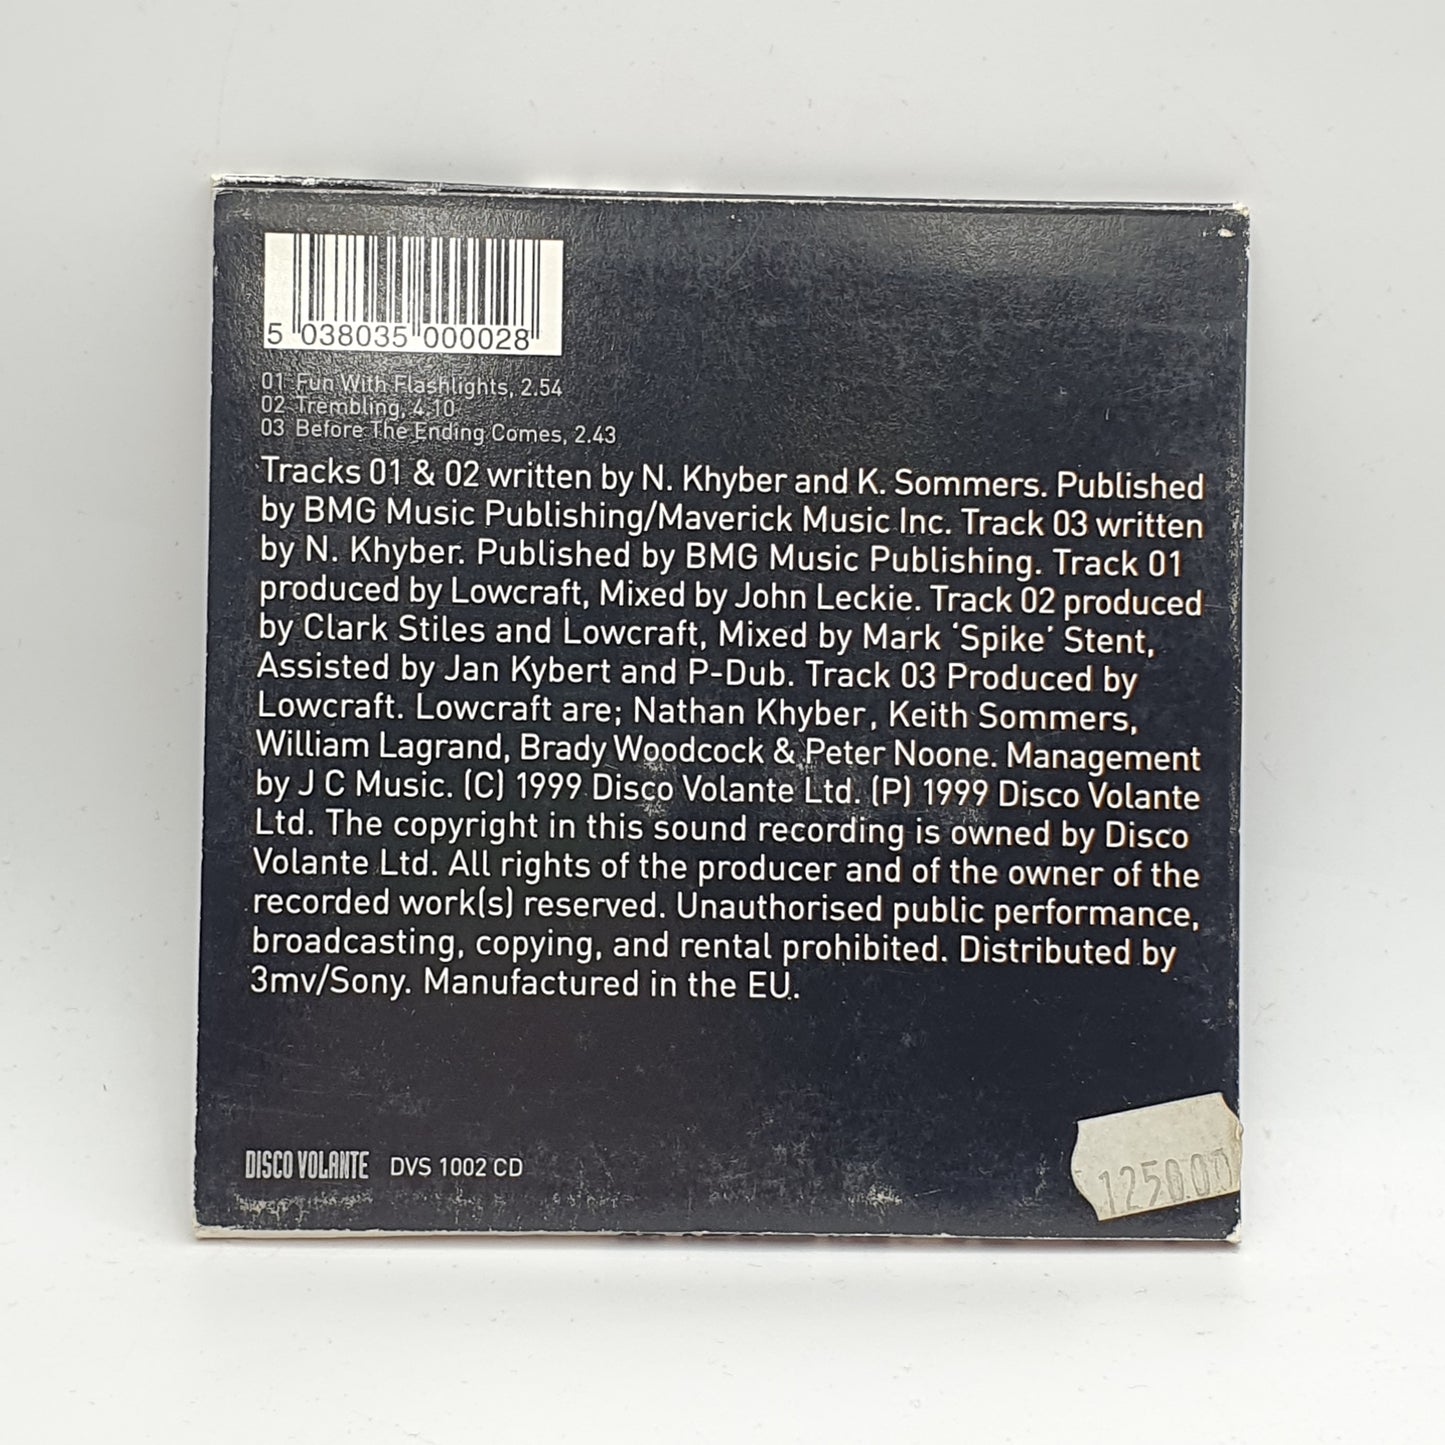 5 038035 000028
01 Fun With Flashlights, 2.54
02 Trembling, 4.10
03 Before The Ending Comes, 2.43
Tracks 01 & 02 written by N. Khyber and K. Sommers. Published
by BMG Music Publishing/Maverick Music Inc. Track 03 written
by N. Khyber. Published by BMG Music Publishing. Track 01
produced by Lowcraft, Mixed by John Leckie. Track 02 produced
by Clark Stiles and Lowcraft, Mixed by Mark ‘Spike’ Stent,
Assisted by Jan Kybert and P-Dub. Track 03 Produced by
Lowcraft. Lowcraft are; Nathan Khyber, Keith Sommers,
William Lagrand, Brady Woodcock & Peter Noone. Management
by J C Music. (C) 1999 Disco Volante Ltd. (P) 1999 Disco Volante
Ltd. The copyright in this sound recording is owned by Disco
Volante Ltd. All rights of the producer and of the owner of the
recorded work(s) reserved. Unauthorised public performance,
broadcasting, copying, and rental prohibited. Distributed by
3mv/Sony. Manufactured in the EU.
DISCO VOLANTE DVS 1002 CD